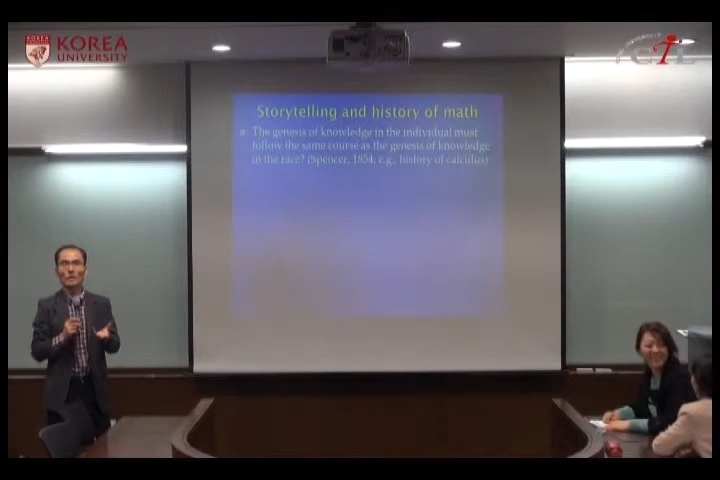 KOREA
UNIVERSITY
Storytelling and history of math
The genesis of knowledge in the individual must
follow the same course as the genesis of knowledge
in the race? (Spencer, 1854; e.g., history of calculus)